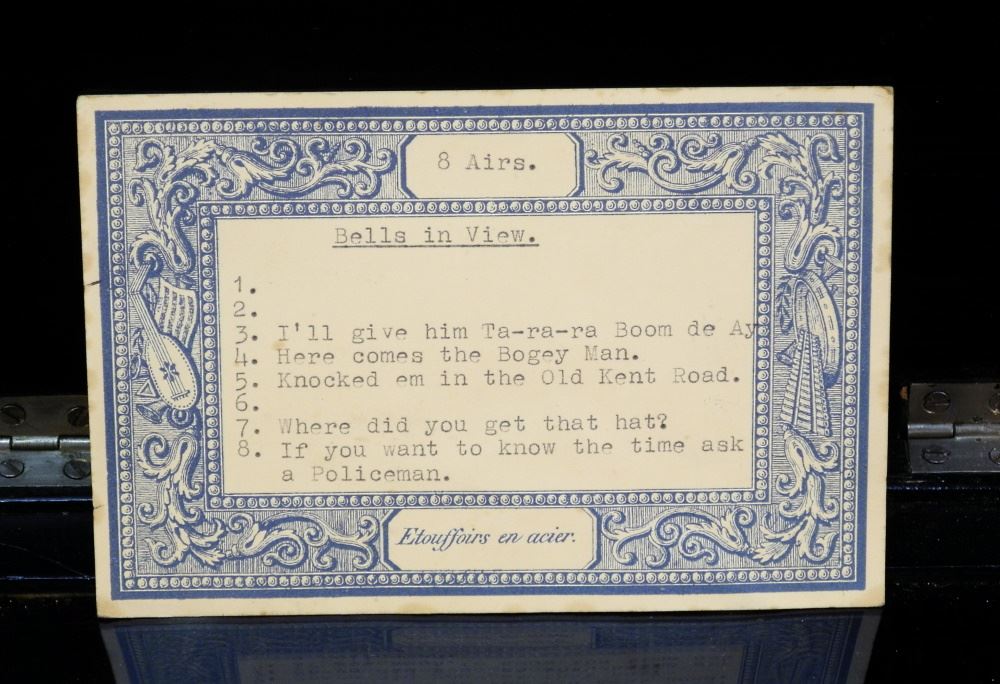 8 Airs.
Bells in View.
1.
2.
3. I'll give him Ta-ra-ra Boom de Ay
4. Here comes the Bogey Man.
5. Knocked em in the Old Kent Road.
6.
7. Where did you get that hat?
8. If you want to know the time ask
a Policeman.
Etouffoirs en acier.